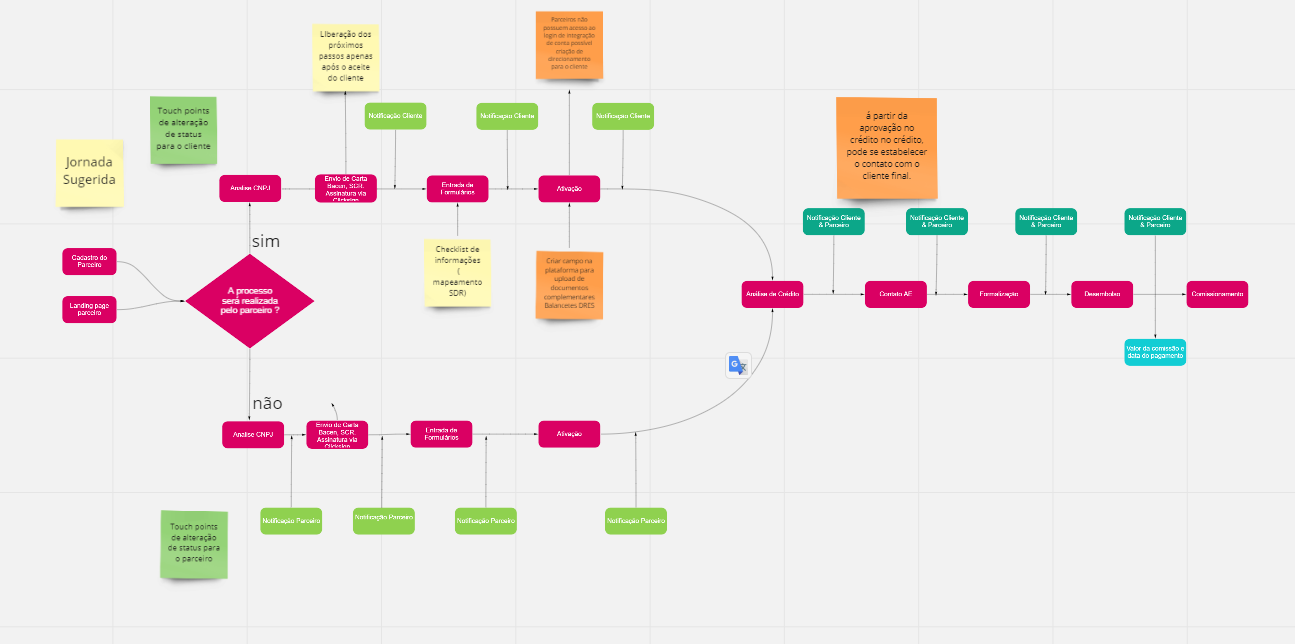 Parceiros não
possuem acesso ao
login de integração
de conta possível
criação de
direcionamento
para o cliente
Liberação dos
próximos
passos apenas
após o aceite
do cliente
Touch points
de alteração
de status
para o cliente
Notificação Cliente
Notificação Cliente
Notificação Cliente
á partir da
aprovação no
crédito no crédito,
pode se estabelecer
o contato com o
cliente final.
Jornada
Sugerida
Analise CNPJ
Envio de Carta
Bacen, SCR.
Assinatura via
Clicksign
Entrada de
Formulários
Ativação
Notificação Cliente
& Parceiro
Notificação Cliente
& Parceiro
Notificação Cliente
& Parceiro
Notificação Cliente
& Parceiro
sim
Cadastro do
Parceiro
Landing page
parceiro
A processo
será realizada
pelo parceiro ?
Checklist de
informações
(
mapeamento
SDR)
Criar campo na
plataforma para
upload de
documentos
complementares
Balanceses DRES
Análise de Crédito
Contato AE
Formalização
Desembolso
Comissionamento
Valor da comissão e
data do pagamento
não
Analise CNPJ
Envio de Carta
Bacen, SCR.
Assinatura via
Clicksign
Entrada de
Formulários
Ativação
Notificação Parceiro
Notificação Parceiro
Notificação Parceiro
Notificação Parceiro
Touch points
de alteração
de status para
o parceiro